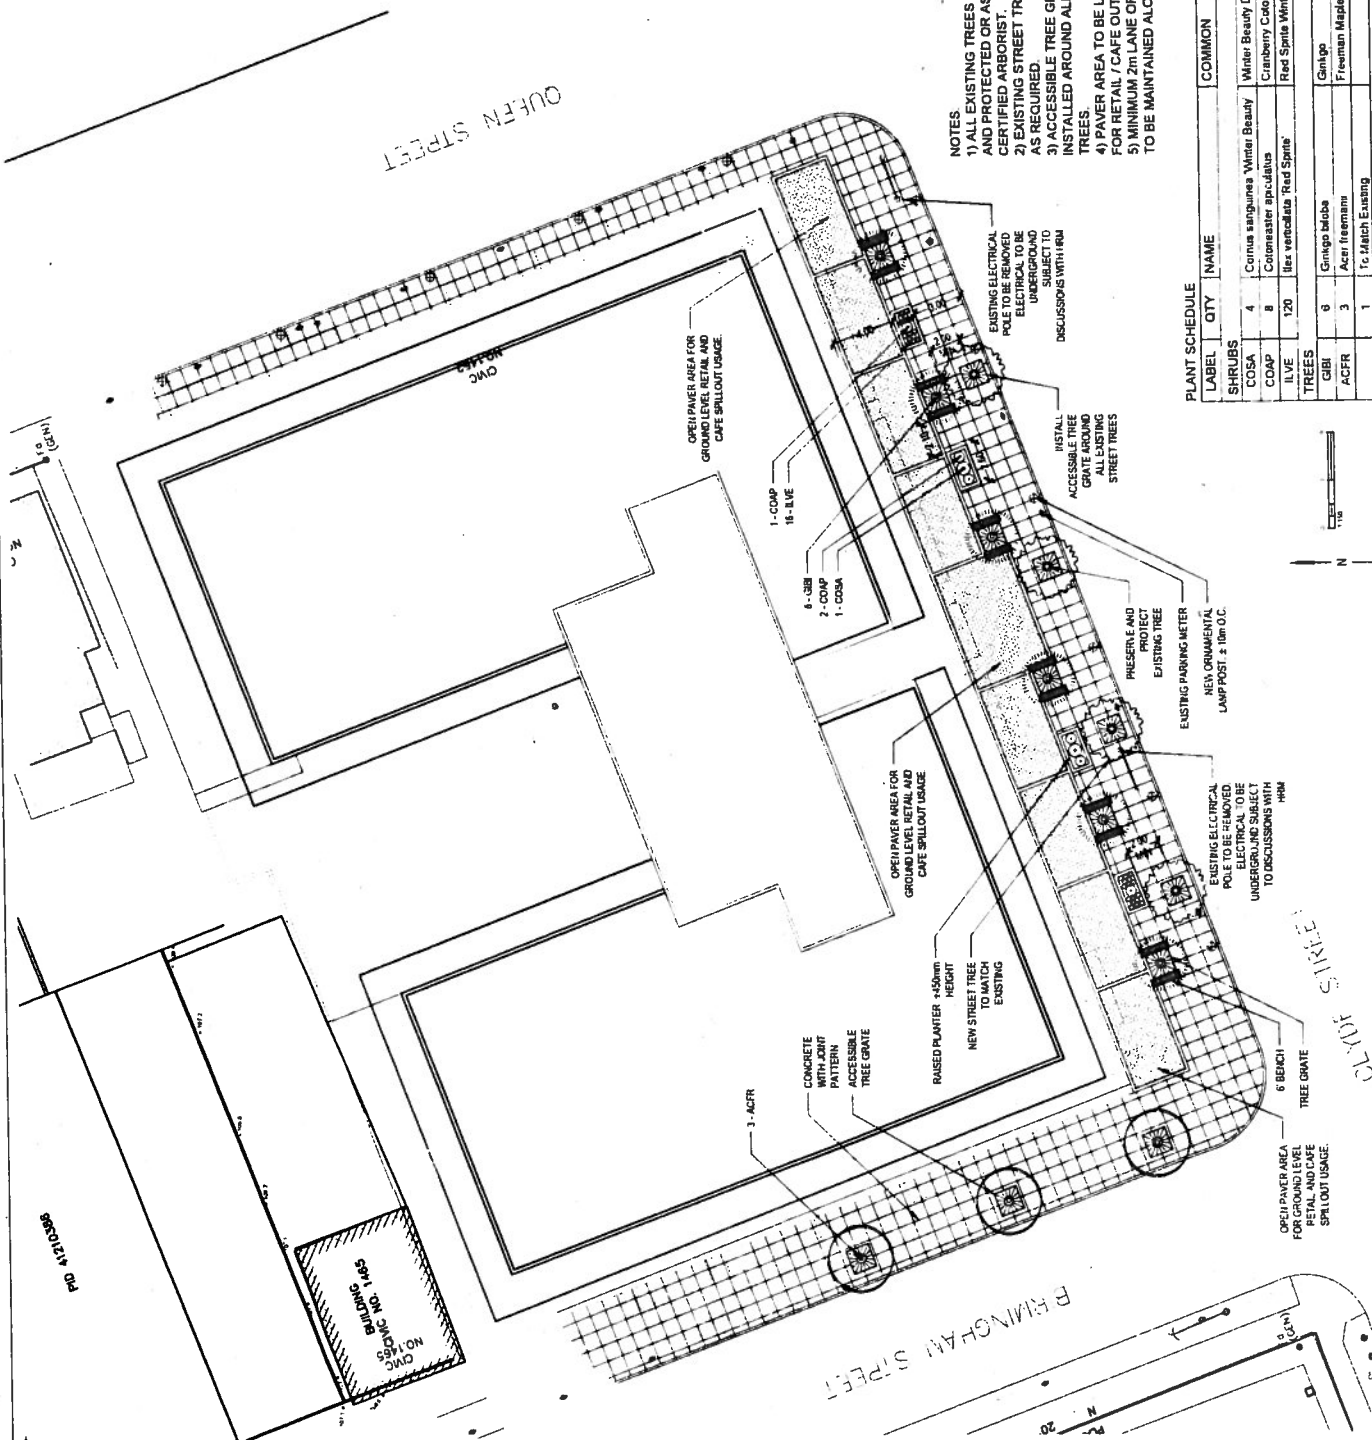 QUEEN STREET
NOTES
1) ALL EXISTING TREES
AND PROTECTED OR AS
CERTIFIED ARBORIST.
2) EXISTING STREET TR
AS REQUIRED.
3) ACCESSIBLE TREE G
INSTALLED AROUND AL
TREES.
4) PAVER AREA TO BE L
FOR RETAIL / CAFE OUT
5) MINIMUM 2m LANE OF
TO BE MAINTAINED ALO
PLANT SCHEDULE
LABEL QTY NAME COMMON
SHRUBS
COSA 4 Cornus sanguinea 'Winter Beauty' Winter Beauty
COAP 8 Cotoneaster apiculatus Cranberry Coto
ILVE 120 Ilex verticillata 'Red Sprite' Red Sprite Wint
TREES
GIBI 6 Ginkgo biloba Ginkgo
ACFR 3 Acer freemanii Freeman Maple
1 To Match Existing
EXISTING ELECTRICAL
POLE TO BE REMOVED
ELECTRICAL TO BE
UNDERGROUND
SUBJECT TO
DISCUSSIONS WITH HRM
CIVIC
NO.1452
OPEN PAVER AREA FOR
GROUND LEVEL RETAIL AND
CAFE SPILLOUT USAGE.
1 - COAP
16 - ILVE
6 - GIBI
2 - COAP
1 - COSA
INSTALL
ACCESSIBLE TREE
GRATE AROUND
ALL EXISTING
STREET TREES
PRESERVE AND
PROTECT
EXISTING TREE
EXISTING PARKING METER
NEW ORNAMENTAL
LAMP POST. ± 10m O.C.
N
OPEN PAVER AREA FOR
GROUND LEVEL RETAIL AND
CAFE SPILLOUT USAGE
EXISTING ELECTRICAL
POLE TO BE REMOVED.
ELECTRICAL TO BE
UNDERGROUND SUBJECT
TO DISCUSSIONS WITH
HRM
RAISED PLANTER +450mm
HEIGHT
NEW STREET TREE
TO MATCH
EXISTING
3 - ACFR
CONCRETE
WITH JOINT
PATTERN
ACCESSIBLE
TREE GRATE
6' BENCH
TREE GRATE
OPEN PAVER AREA
FOR GROUND LEVEL
RETAIL AND CAFE
SPILLOUT USAGE.
CLYDE STREET
BIRMINGHAM STREET
PID 41210386
BUILDING
CIVIC NO. 1465
CIVIC
NO.1465